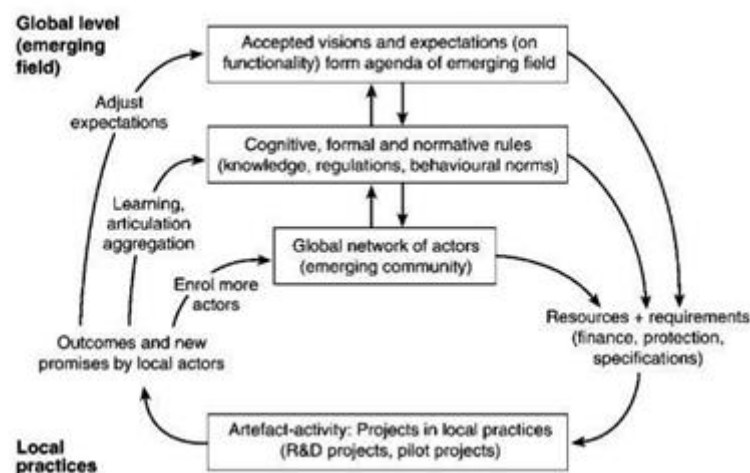 Global level
(emerging
field)
Accepted visions and expectations (on
functionality) form agenda of emerging field
Adjust
expectations
Cognitive, formal and normative rules
(knowledge, regulations, behavioural norms)
Learning,
articulation
aggregation
Global network of actors
(emerging community)
Enrol more
actors
Resources + requirements
(finance, protection,
specifications)
Outcomes and new
promises by local actors
Artefact-activity: Projects in local practices
(R&D projects, pilot projects)
Local
practices